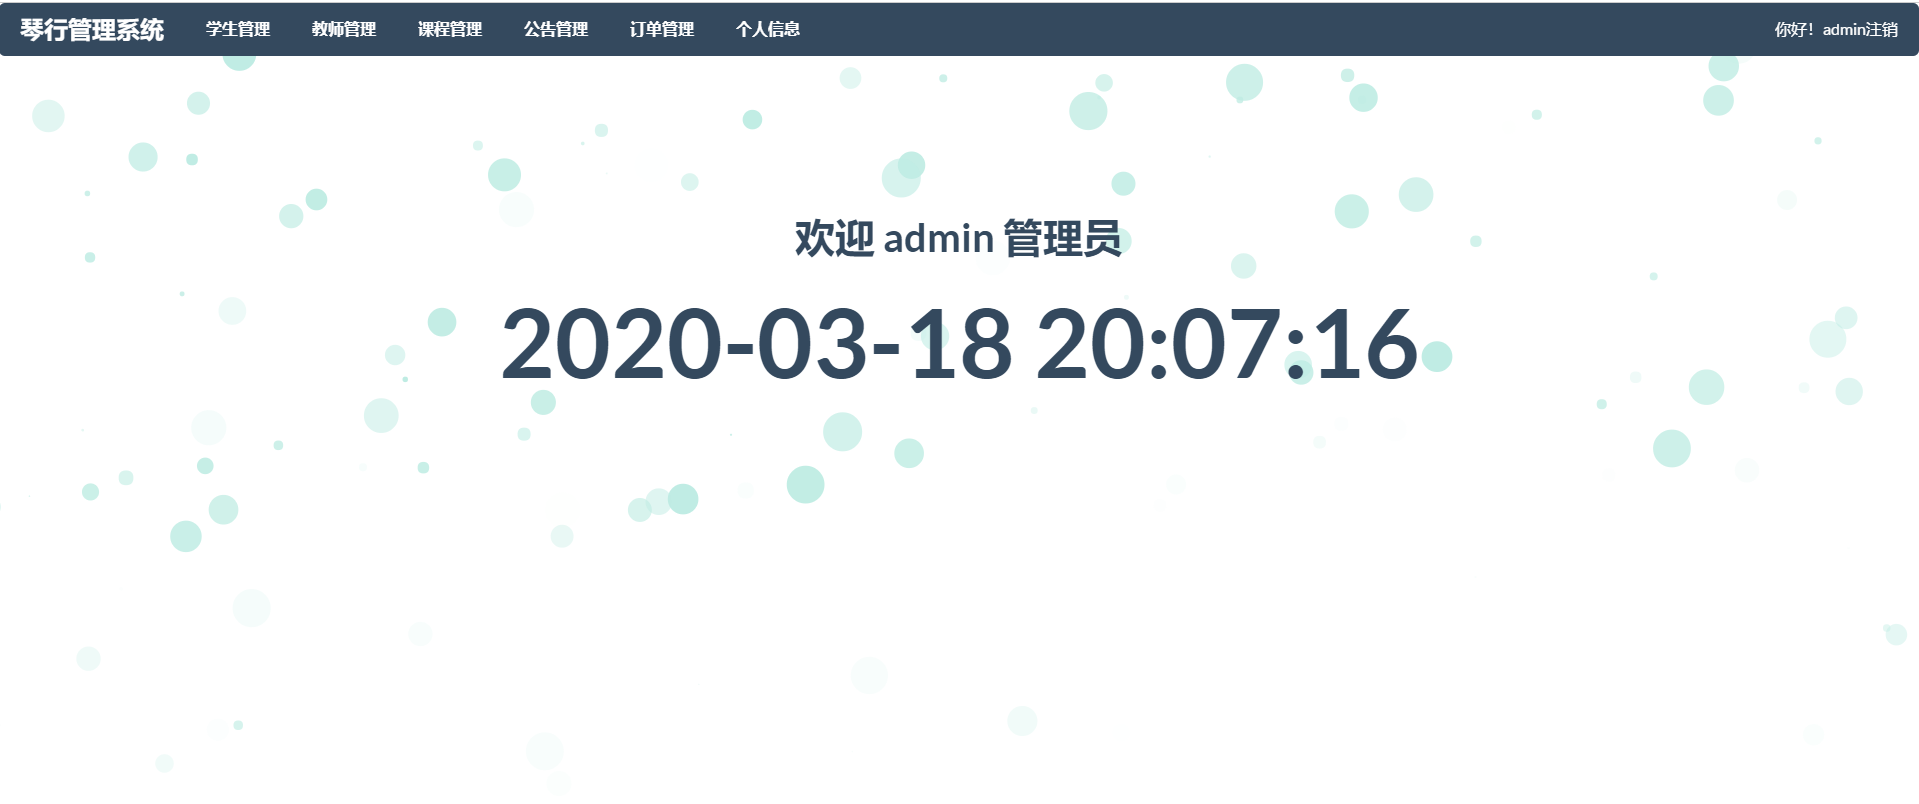 琴行管理系统 学生管理 教师管理 课程管理 公告管理 订单管理 个人信息 你好！admin注销
欢迎 admin 管理员
2020-03-18 20:07:16